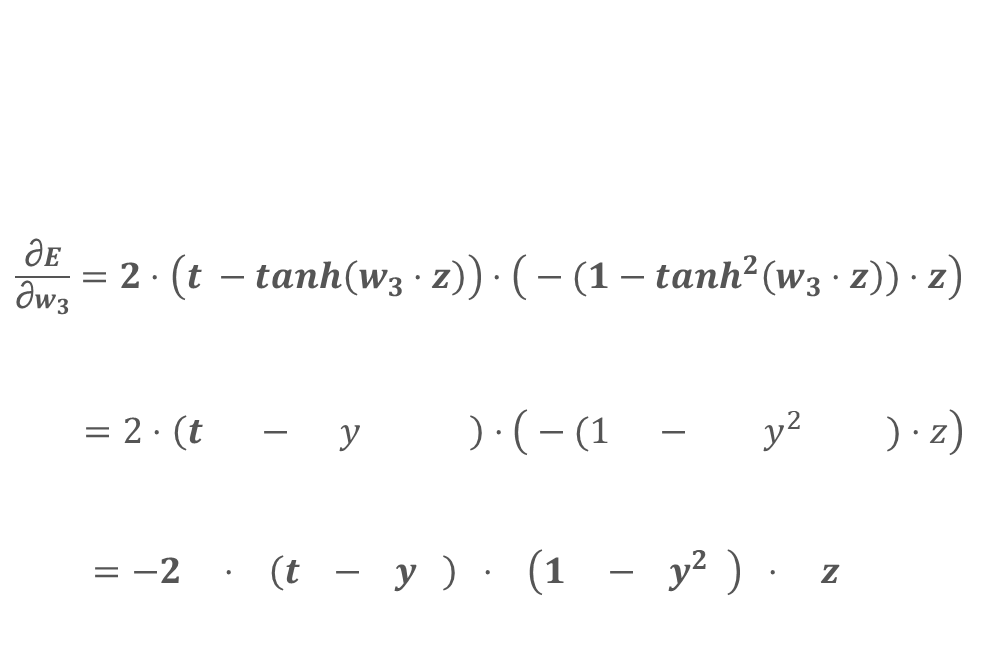 ∂E/∂w₃ = 2 · (t − tanh(w₃ · z)) · (− (1 − tanh²(w₃ · z)) · z)
= 2 · (t − y) · (− (1 − y²) · z)
= −2 · (t − y) · (1 − y²) · z